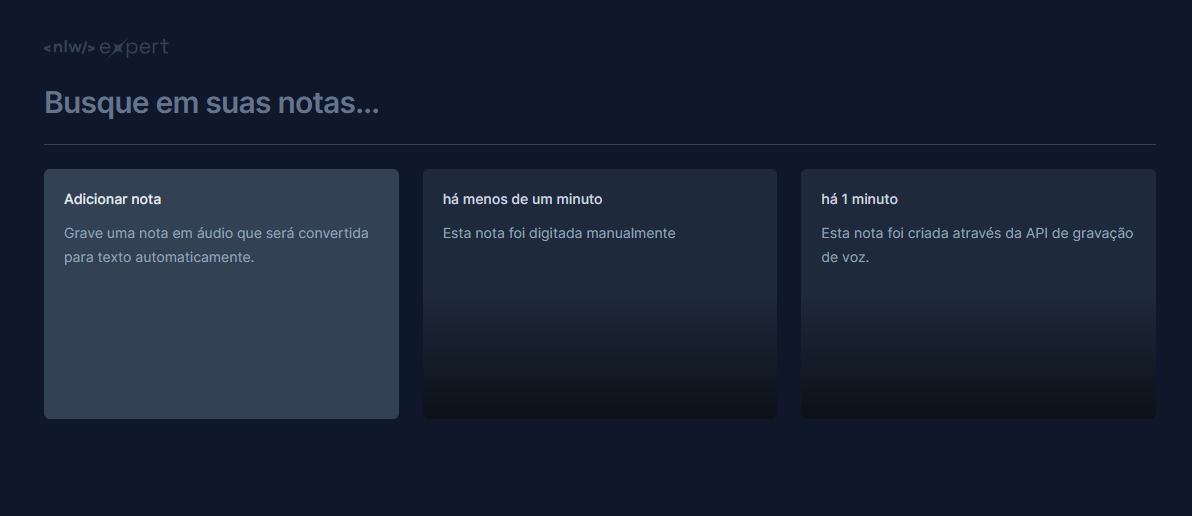 <nlw/> expert
Busque em suas notas...
Adicionar nota
Grave uma nota em áudio que será convertida
para texto automaticamente.
há menos de um minuto
Esta nota foi digitada manualmente
há 1 minuto
Esta nota foi criada através da API de gravação
de voz.